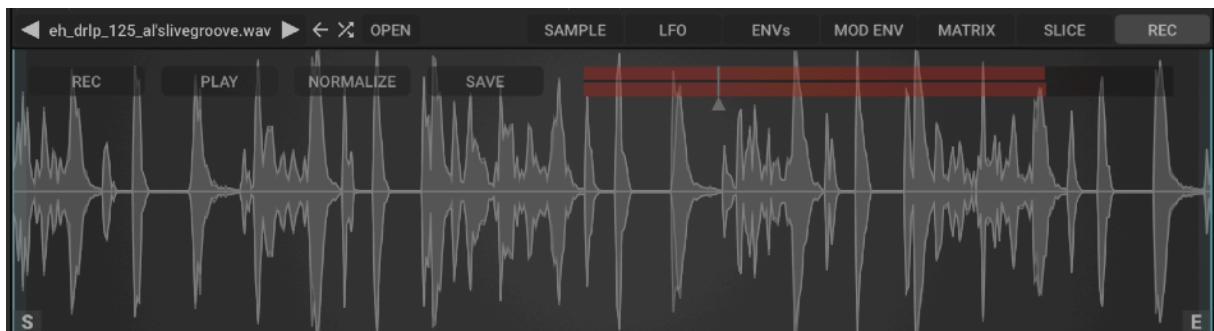 eh_drlp_125_al'slivegroove.wav OPEN SAMPLE LFO ENVs MOD ENV MATRIX SLICE REC
REC PLAY NORMALIZE SAVE
S E